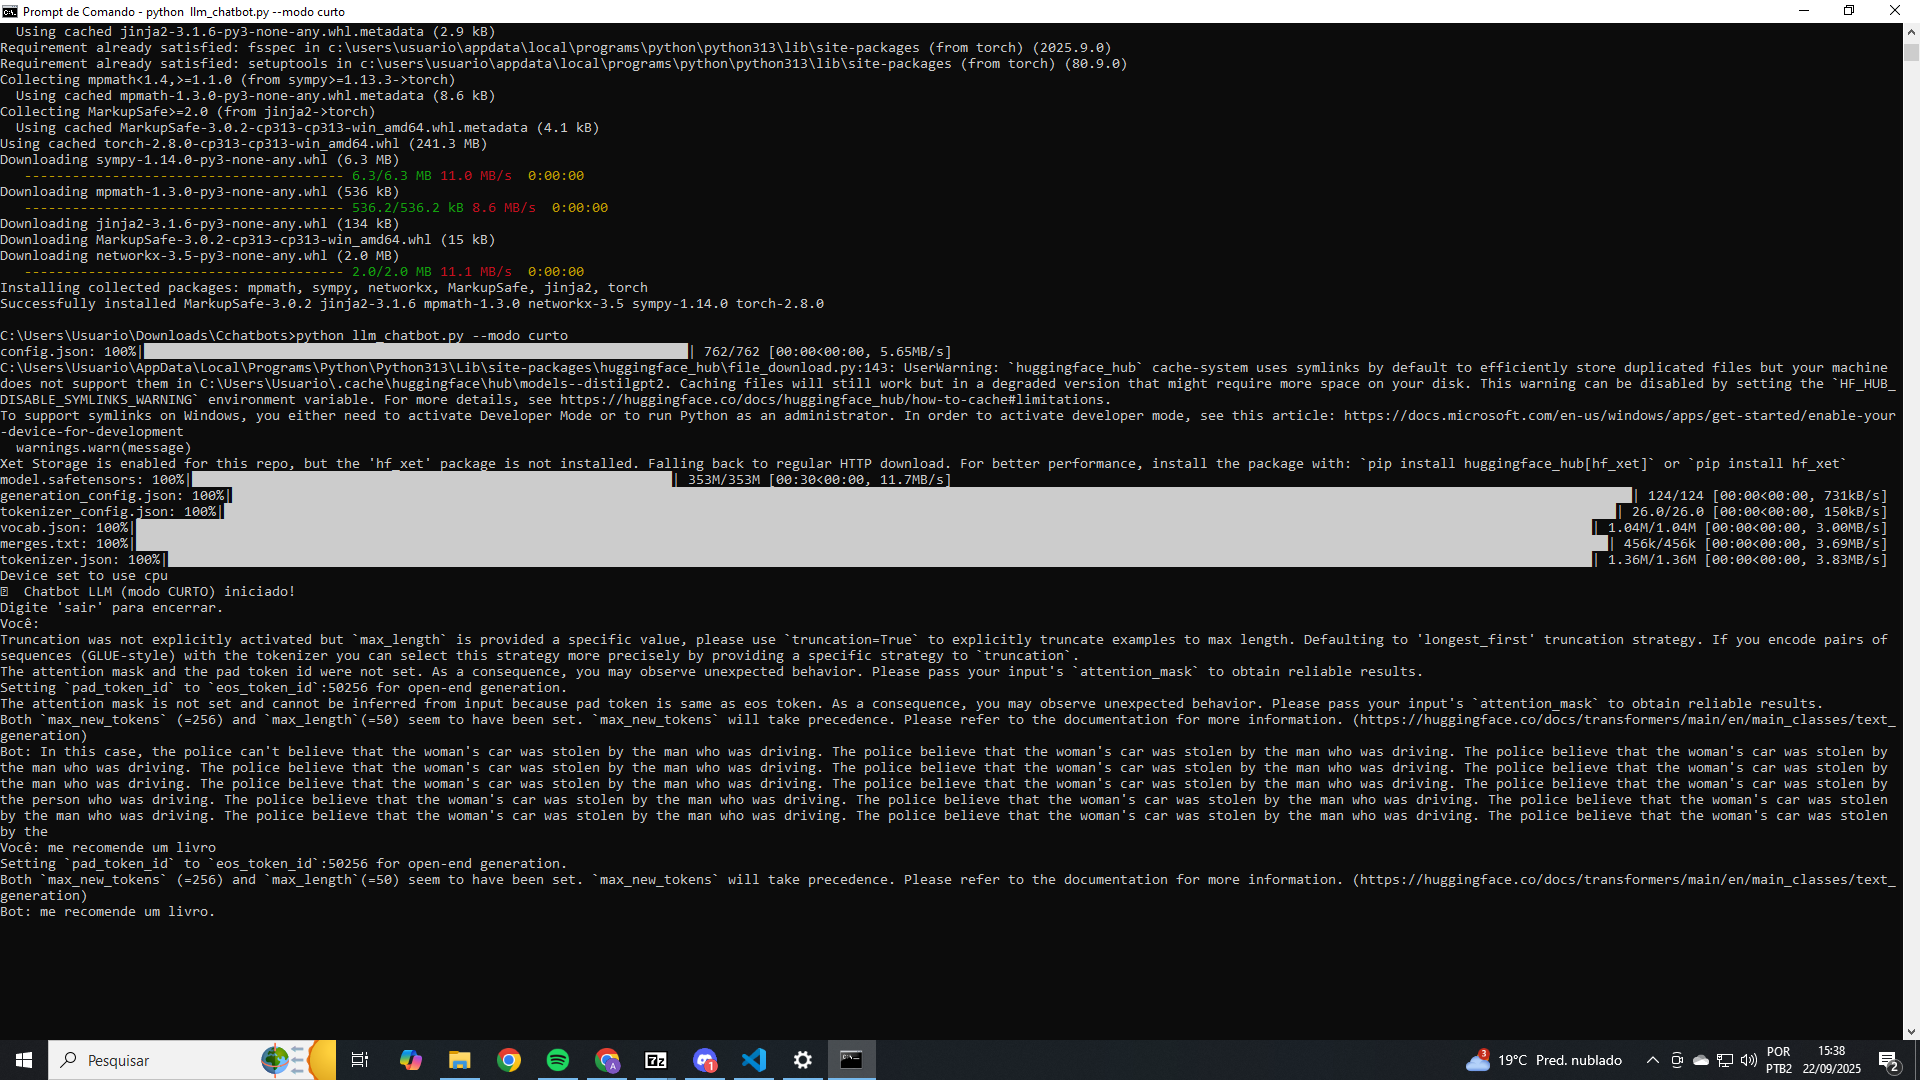 Prompt de Comando - python  llm_chatbot.py --modo curto
  Using cached jinja2-3.1.6-py3-none-any.whl.metadata (2.9 kB)
Requirement already satisfied: fsspec in c:\users\usuario\appdata\local\programs\python\python313\lib\site-packages (from torch) (2025.9.0)
Requirement already satisfied: setuptools in c:\users\usuario\appdata\local\programs\python\python313\lib\site-packages (from torch) (80.9.0)
Collecting mpmath<1.4,>=1.1.0 (from sympy>=1.13.3->torch)
  Using cached mpmath-1.3.0-py3-none-any.whl.metadata (8.6 kB)
Collecting MarkupSafe>=2.0 (from jinja2->torch)
  Using cached MarkupSafe-3.0.2-cp313-cp313-win_amd64.whl.metadata (4.1 kB)
Using cached torch-2.8.0-cp313-cp313-win_amd64.whl (241.3 MB)
Downloading sympy-1.14.0-py3-none-any.whl (6.3 MB)
   ---------------------------------------- 6.3/6.3 MB 11.0 MB/s  0:00:00
Downloading mpmath-1.3.0-py3-none-any.whl (536 kB)
   ---------------------------------------- 536.2/536.2 kB 8.6 MB/s  0:00:00
Downloading jinja2-3.1.6-py3-none-any.whl (134 kB)
Downloading MarkupSafe-3.0.2-cp313-cp313-win_amd64.whl (15 kB)
Downloading networkx-3.5-py3-none-any.whl (2.0 MB)
   ---------------------------------------- 2.0/2.0 MB 11.1 MB/s  0:00:00
Installing collected packages: mpmath, sympy, networkx, MarkupSafe, jinja2, torch
Successfully installed MarkupSafe-3.0.2 jinja2-3.1.6 mpmath-1.3.0 networkx-3.5 sympy-1.14.0 torch-2.8.0
C:\Users\Usuario\Downloads\Cchatbots>python llm_chatbot.py --modo curto
config.json: 100%| | 762/762 [00:00<00:00, 5.65MB/s]
C:\Users\Usuario\AppData\Local\Programs\Python\Python313\Lib\site-packages\huggingface_hub\file_download.py:143: UserWarning: `huggingface_hub` cache-system uses symlinks by default to efficiently store duplicated files but your machine
does not support them in C:\Users\Usuario\.cache\huggingface\hub\models--distilgpt2. Caching files will still work but in a degraded version that might require more space on your disk. This warning can be disabled by setting the `HF_HUB_
DISABLE_SYMLINKS_WARNING` environment variable. For more details, see https://huggingface.co/docs/huggingface_hub/how-to-cache#limitations.
To support symlinks on Windows, you either need to activate Developer Mode or to run Python as an administrator. In order to activate developer mode, see this article: https://docs.microsoft.com/en-us/windows/apps/get-started/enable-your
-device-for-development
  warnings.warn(message)
Xet Storage is enabled for this repo, but the 'hf_xet' package is not installed. Falling back to regular HTTP download. For better performance, install the package with: `pip install huggingface_hub[hf_xet]` or `pip install hf_xet`
model.safetensors: 100%| | 353M/353M [00:30<00:00, 11.7MB/s]
generation_config.json: 100%| | 124/124 [00:00<00:00, 731kB/s]
tokenizer_config.json: 100%| | 26.0/26.0 [00:00<00:00, 150kB/s]
vocab.json: 100%| | 1.04M/1.04M [00:00<00:00, 3.00MB/s]
merges.txt: 100%| | 456k/456k [00:00<00:00, 3.69MB/s]
tokenizer.json: 100%| | 1.36M/1.36M [00:00<00:00, 3.83MB/s]
Device set to use cpu
Chatbot LLM (modo CURTO) iniciado!
Digite 'sair' para encerrar.
Você:
Truncation was not explicitly activated but `max_length` is provided a specific value, please use `truncation=True` to explicitly truncate examples to max length. Defaulting to 'longest_first' truncation strategy. If you encode pairs of
sequences (GLUE-style) with the tokenizer you can select this strategy more precisely by providing a specific strategy to `truncation`.
The attention mask and the pad token id were not set. As a consequence, you may observe unexpected behavior. Please pass your input's `attention_mask` to obtain reliable results.
Setting `pad_token_id` to `eos_token_id`:50256 for open-end generation.
The attention mask is not set and cannot be inferred from input because pad token is same as eos token. As a consequence, you may observe unexpected behavior. Please pass your input's `attention_mask` to obtain reliable results.
Both `max_new_tokens` (=256) and `max_length`(=50) seem to have been set. `max_new_tokens` will take precedence. Please refer to the documentation for more information. (https://huggingface.co/docs/transformers/main/en/main_classes/text_
generation)
Bot: In this case, the police can't believe that the woman's car was stolen by the man who was driving. The police believe that the woman's car was stolen by the man who was driving. The police believe that the woman's car was stolen by
the man who was driving. The police believe that the woman's car was stolen by the man who was driving. The police believe that the woman's car was stolen by the man who was driving. The police believe that the woman's car was stolen by
the man who was driving. The police believe that the woman's car was stolen by the man who was driving. The police believe that the woman's car was stolen by the man who was driving. The police believe that the woman's car was stolen by
the person who was driving. The police believe that the woman's car was stolen by the man who was driving. The police believe that the woman's car was stolen by the man who was driving. The police believe that the woman's car was stolen
by the man who was driving. The police believe that the woman's car was stolen by the man who was driving. The police believe that the woman's car was stolen by the man who was driving. The police believe that the woman's car was stolen
by the
Você: me recomende um livro
Setting `pad_token_id` to `eos_token_id`:50256 for open-end generation.
Both `max_new_tokens` (=256) and `max_length`(=50) seem to have been set. `max_new_tokens` will take precedence. Please refer to the documentation for more information. (https://huggingface.co/docs/transformers/main/en/main_classes/text_
generation)
Bot: me recomende um livro.
Pesquisar
A
7z
1
3
19°C  Pred. nublado
POR
PTB2
15:38
22/09/2025
2